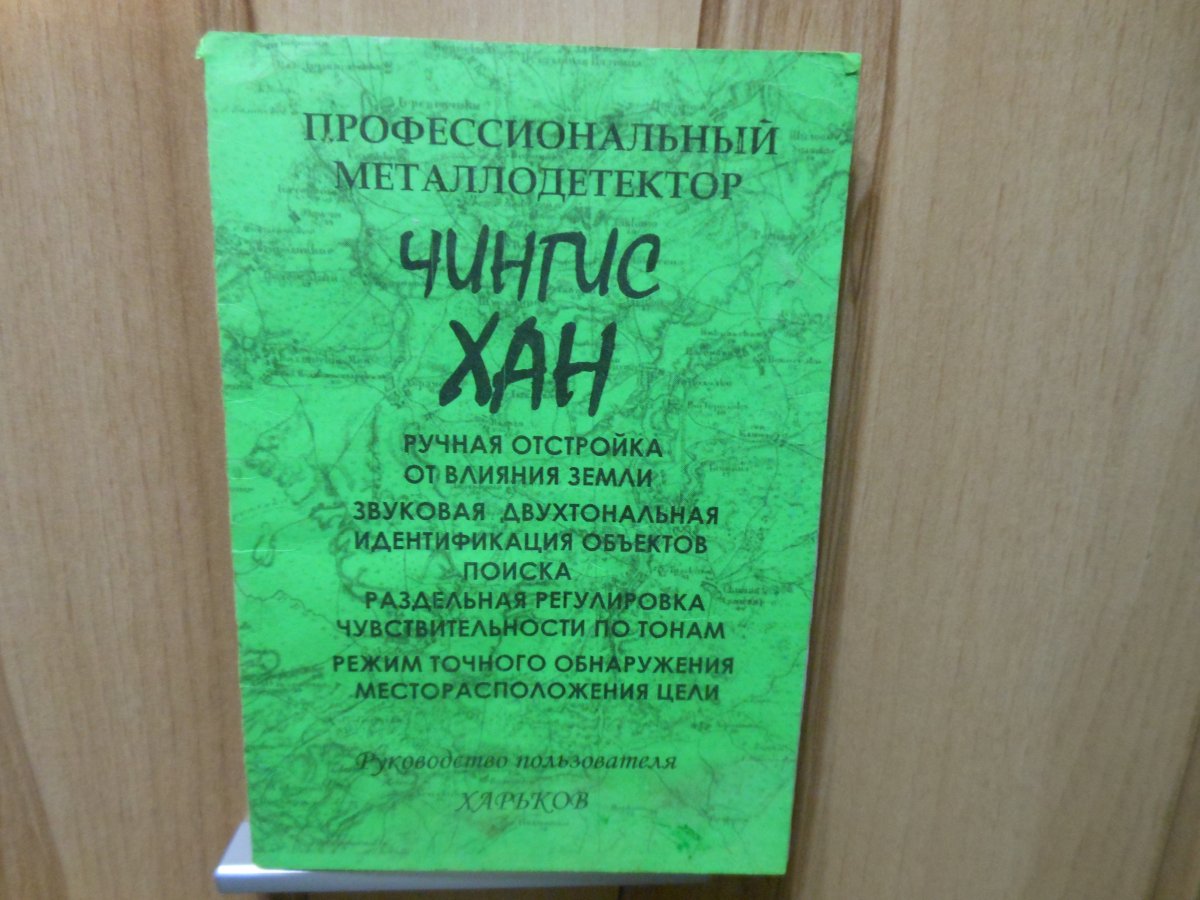 ПРОФЕССИОНАЛЬНЫЙ
МЕТАЛЛОДЕТЕКТОР
ЧИНГИС
ХАН
РУЧНАЯ ОТСТРОЙКА
ОТ ВЛИЯНИЯ ЗЕМЛИ
ЗВУКОВАЯ ДВУХТОНАЛЬНАЯ
ИДЕНТИФИКАЦИЯ ОБЪЕКТОВ
ПОИСКА
РАЗДЕЛЬНАЯ РЕГУЛИРОВКА
ЧУВСТВИТЕЛЬНОСТИ ПО ТОНАМ
РЕЖИМ ТОЧНОГО ОБНАРУЖЕНИЯ
МЕСТОРАСПОЛОЖЕНИЯ ЦЕЛИ
Руководство пользователя
ХАРЬКОВ